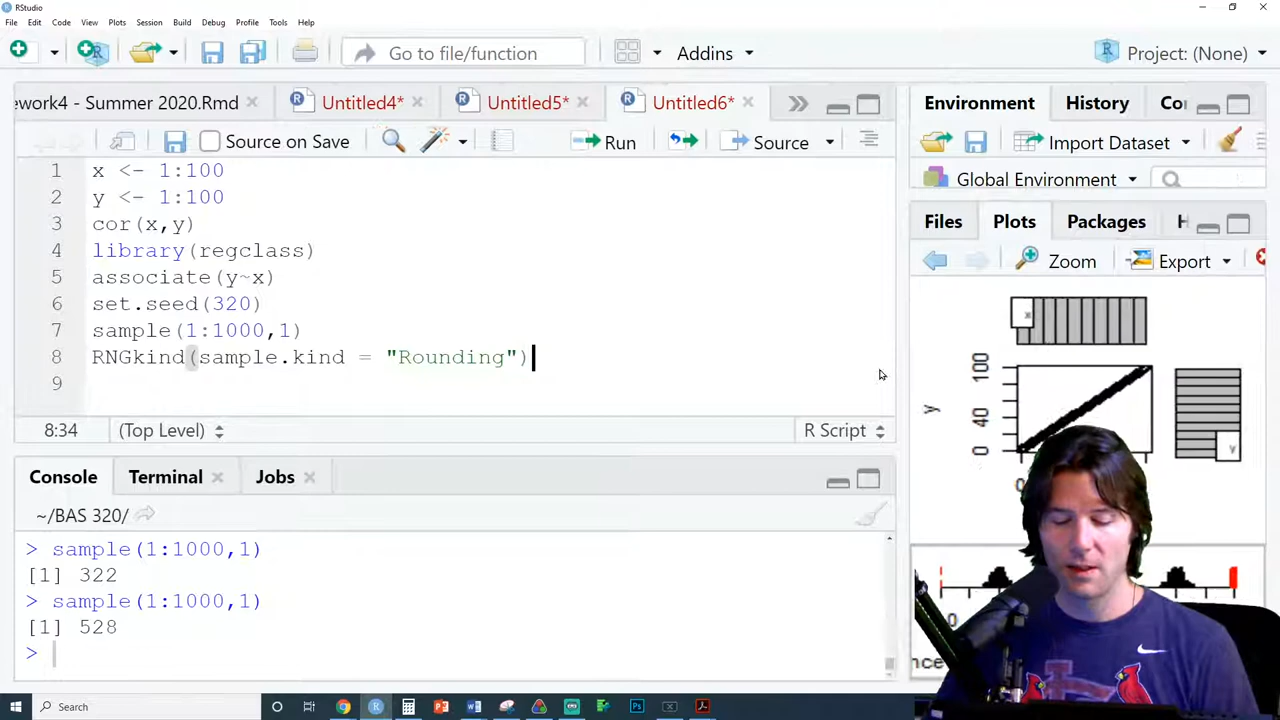 RStudio
File Edit Code View Plots Session Build Debug Profile Tools Help
Go to file/function Addins Project: (None)
ework4 - Summer 2020.Rmd Untitled4* Untitled5* Untitled6*
Environment History Co
Source on Save Run Source
Import Dataset
Global Environment
1 x <- 1:100
2 y <- 1:100
3 cor(x,y)
4 library(regclass)
5 associate(y~x)
6 set.seed(320)
7 sample(1:1000,1)
8 RNGkind(sample.kind = "Rounding")
9
8:34 (Top Level) R Script
Files Plots Packages
Zoom Export
x
100
40
0
y
y
0
Console Terminal Jobs
~/BAS 320/
> sample(1:1000,1)
[1] 322
> sample(1:1000,1)
[1] 528
>
0
nce
Search